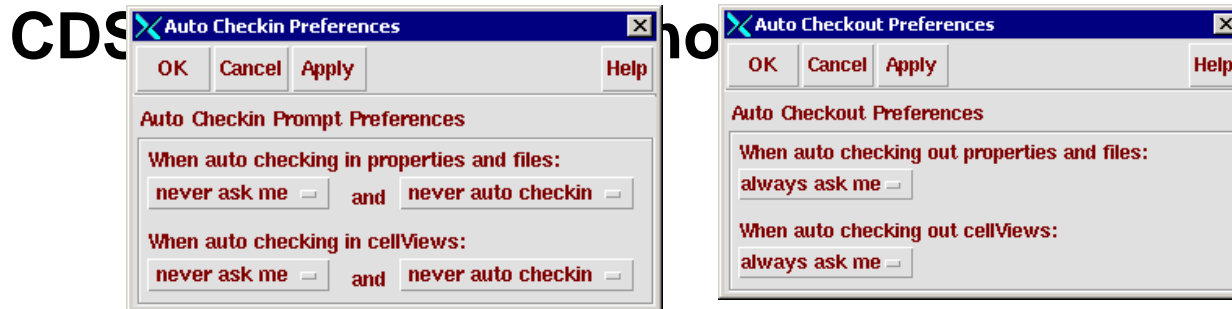 CDS
Auto Checkin Preferences
OK Cancel Apply Help
Auto Checkin Prompt Preferences
When auto checking in properties and files:
never ask me and never auto checkin
When auto checking in cellViews:
never ask me and never auto checkin
Auto Checkout Preferences
OK Cancel Apply Help
Auto Checkout Preferences
When auto checking out properties and files:
always ask me
When auto checking out cellViews:
always ask me